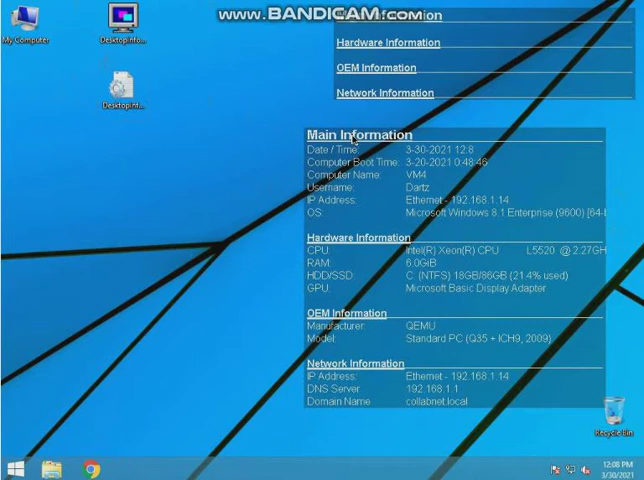 www.BANDICAM.com
Information
Hardware Information
OEM Information
Network Information
My Computer
DesktopInfo...
DesktopInf...
Main Information
Date / Time: 3-30-2021 12:8
Computer Boot Time: 3-20-2021 0:48:46
Computer Name: VM4
Username: Dartz
IP Address: Ethernet - 192.168.1.14
OS: Microsoft Windows 8.1 Enterprise (9600) [64-
Hardware Information
CPU: Intel(R) Xeon(R) CPU L5520 @ 2.27GH
RAM: 6.0GiB
HDD/SSD: C: (NTFS) 18GB/86GB (21.4% used)
GPU: Microsoft Basic Display Adapter
OEM Information
Manufacturer: QEMU
Model: Standard PC (Q35 + ICH9, 2009)
Network Information
IP Address: Ethernet - 192.168.1.14
DNS Server 192.168.1.1
Domain Name collabnet.local
Recycle Bin
12:08 PM
3/30/2021